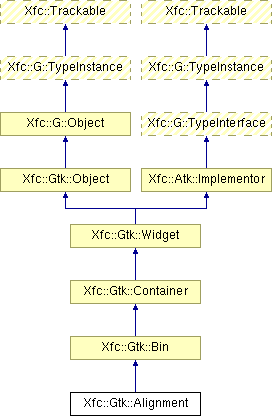 Xfc::Trackable Xfc::Trackable
Xfc::G::TypeInstance Xfc::G::TypeInstance
Xfc::G::Object Xfc::G::TypeInterface
Xfc::Gtk::Object Xfc::Atk::Implementor
Xfc::Gtk::Widget
Xfc::Gtk::Container
Xfc::Gtk::Bin
Xfc::Gtk::Alignment